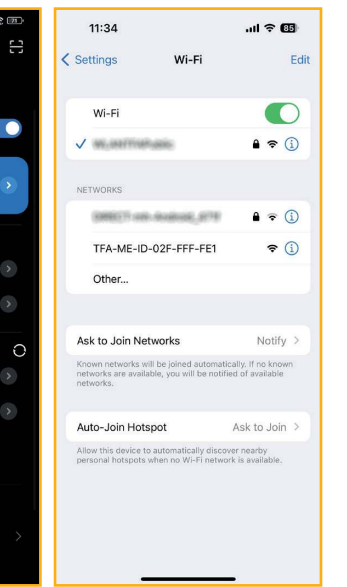 11:34
85
Settings
Wi-Fi
Edit
Wi-Fi
NETWORKS
TFA-ME-ID-02F-FFF-FE1
Other...
Ask to Join Networks
Notify
Known networks will be joined automatically. If no known
networks are available, you will be notified of available
networks.
Auto-Join Hotspot
Ask to Join
Allow this device to automatically discover nearby
personal hotspots when no Wi-Fi network is available.